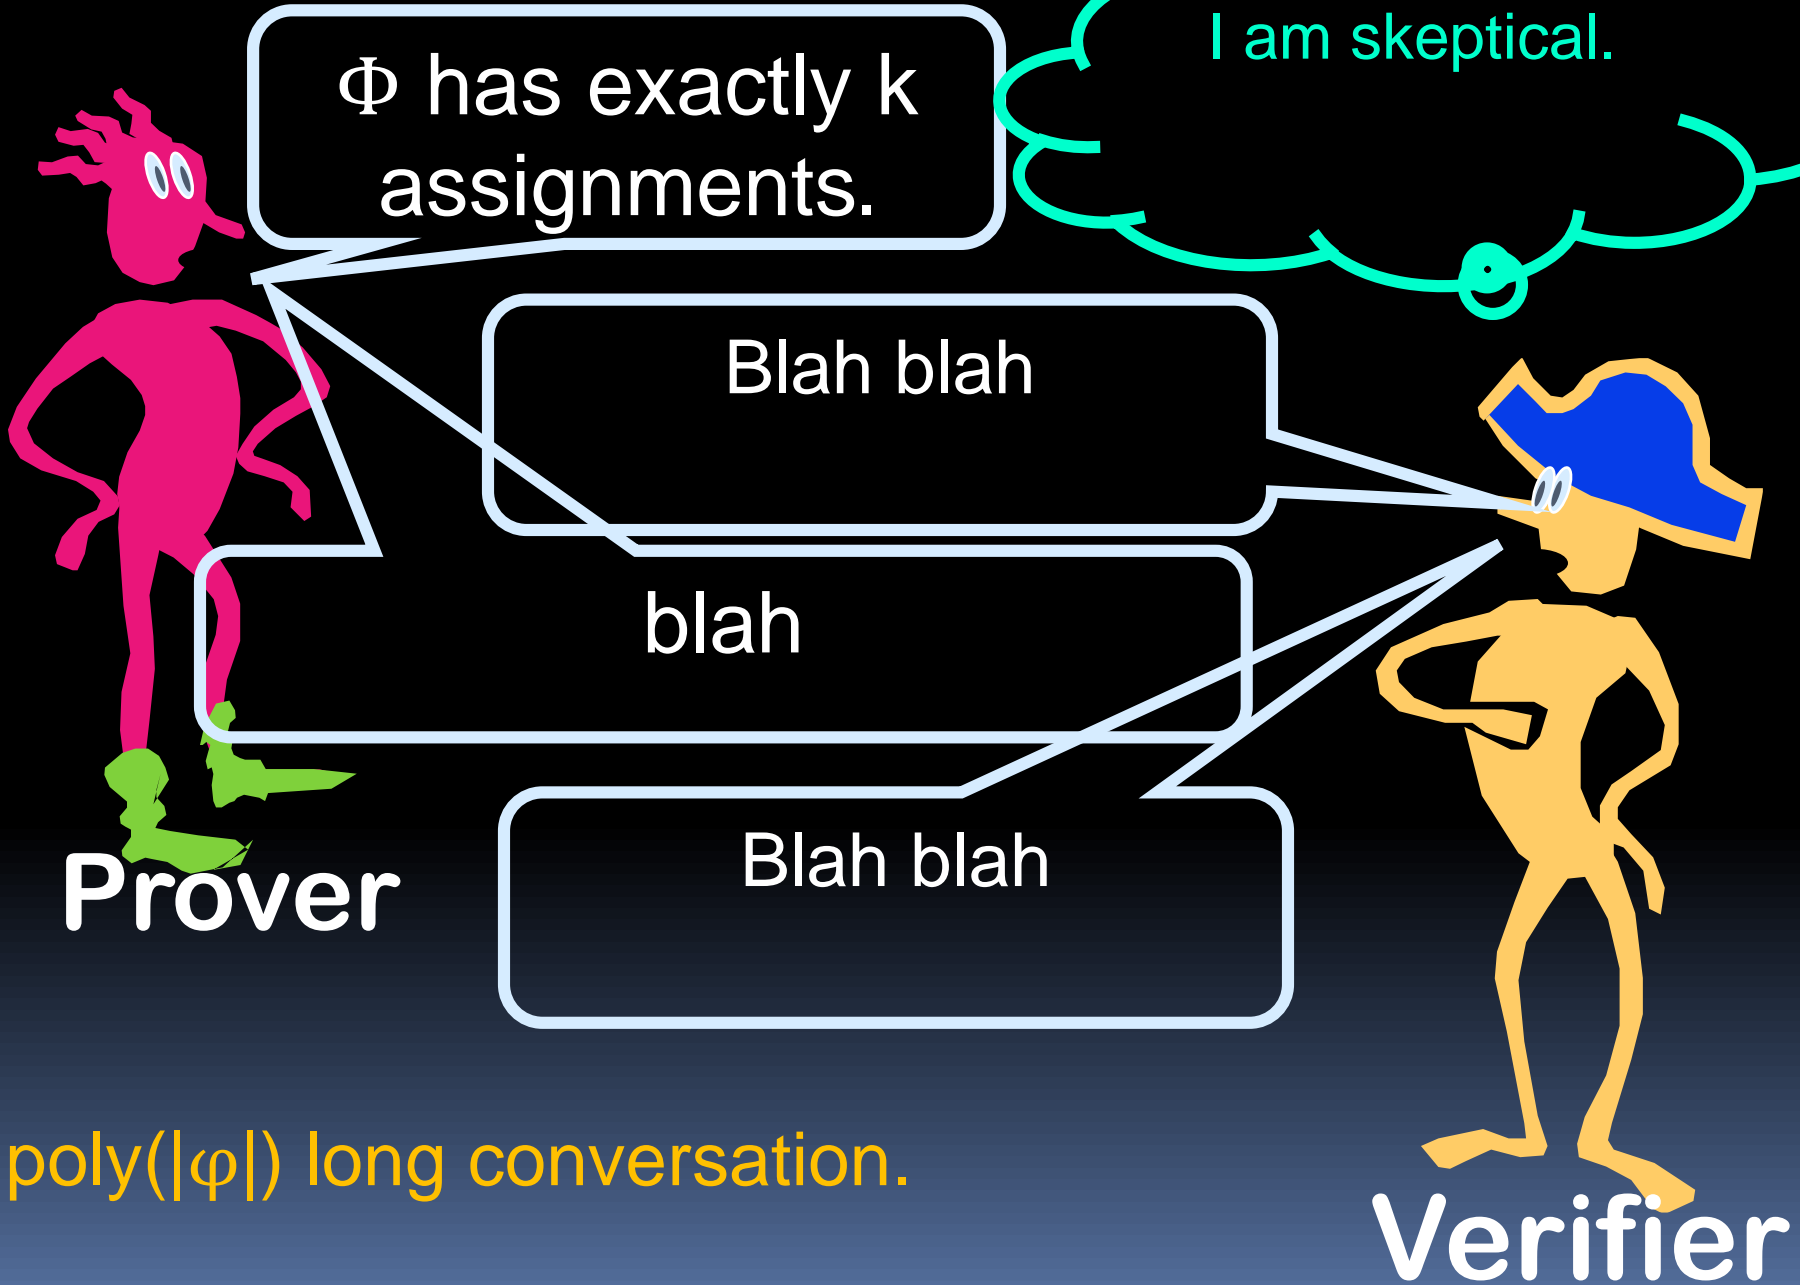 I am skeptical.
Φ has exactly k
assignments.
Blah blah
blah
Blah blah
Prover
poly(|φ|) long conversation.
Verifier